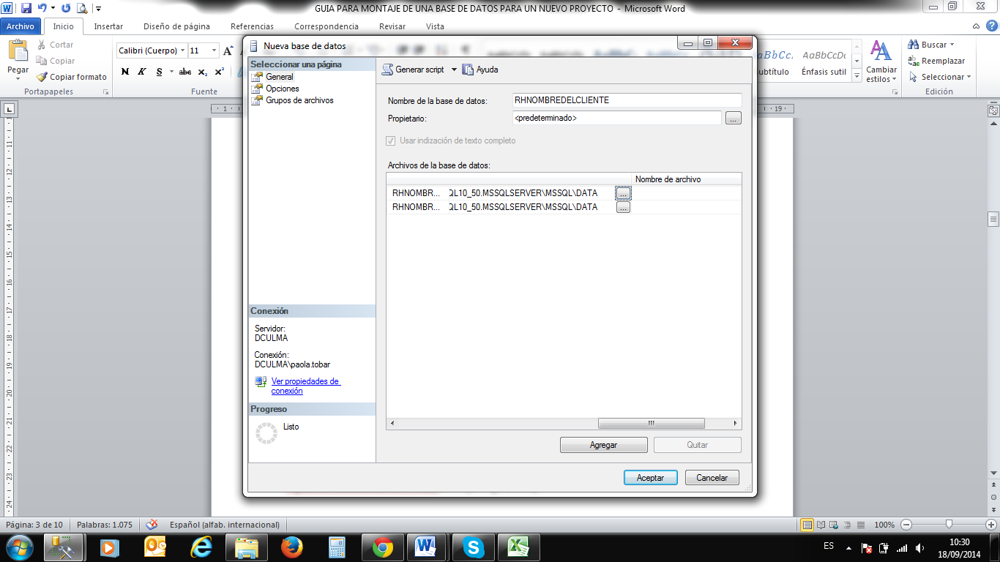 GUIA PARA MONTAJE DE UNA BASE DE DATOS PARA UN NUEVO PROYECTO - Microsoft Word
Archivo Inicio Insertar Diseño de página Referencias Correspondencia Revisar Vista
Pegar
Cortar
Copiar
Copiar formato
Portapapeles
Calibri (Cuerpo) 11
N K S abc x₂ x²
Fuente
AaBbCc. AaBbCcDc
Subtítulo Énfasis sutil
Cambiar estilos
Buscar
Reemplazar
Seleccionar
Edición
Nueva base de datos
Seleccionar una página
General
Opciones
Grupos de archivos
Generar script Ayuda
Nombre de la base de datos: RHNOMBREDELCLIENTE
Propietario: <predeterminado> ...
Usar indización de texto completo
Archivos de la base de datos:
Nombre de archivo
RHNOMBR... QL10_50.MSSQLSERVER\MSSQL\DATA ...
RHNOMBR... QL10_50.MSSQLSERVER\MSSQL\DATA ...
Conexión
Servidor:
DCULMA
Conexión:
DCULMA\paola.tobar
Ver propiedades de
conexión
Progreso
Listo
Agregar Quitar
Aceptar Cancelar
Página: 3 de 10 Palabras: 1.075 Español (alfab. internacional) 100%
ES
10:30
18/09/2014